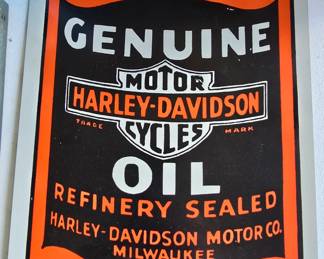 GENUINE
MOTOR
HARLEY-DAVIDSON
TRADE MARK
CYCLES
OIL
REFINERY SEALED
HARLEY-DAVIDSON MOTOR CO.
MILWAUKEE